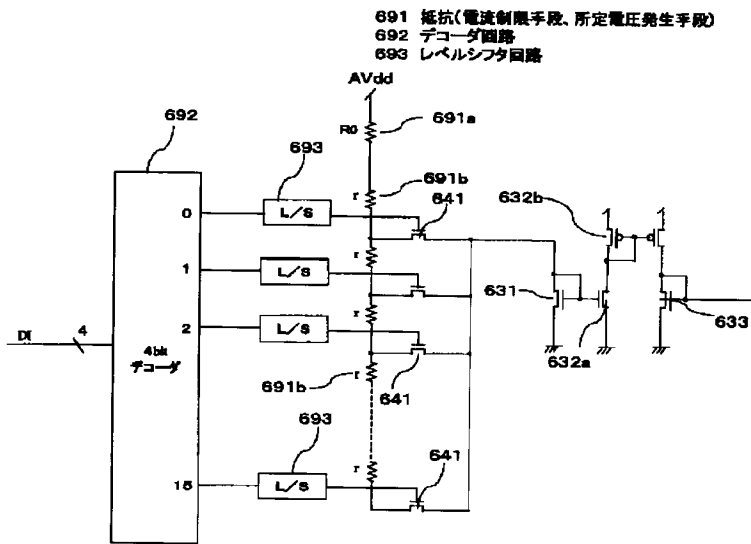 691 抵抗(電流制限手段、所定電圧発生手段)
692 デコーダ回路
693 レベルシフタ回路
AVdd
692
R0
691a
693
691b
r
641
632b
0
L/S
r
1
L/S
631
r
633
DI
4
2
L/S
4bit
デコーダ
632a
r
691b
641
693
r
641
15
L/S